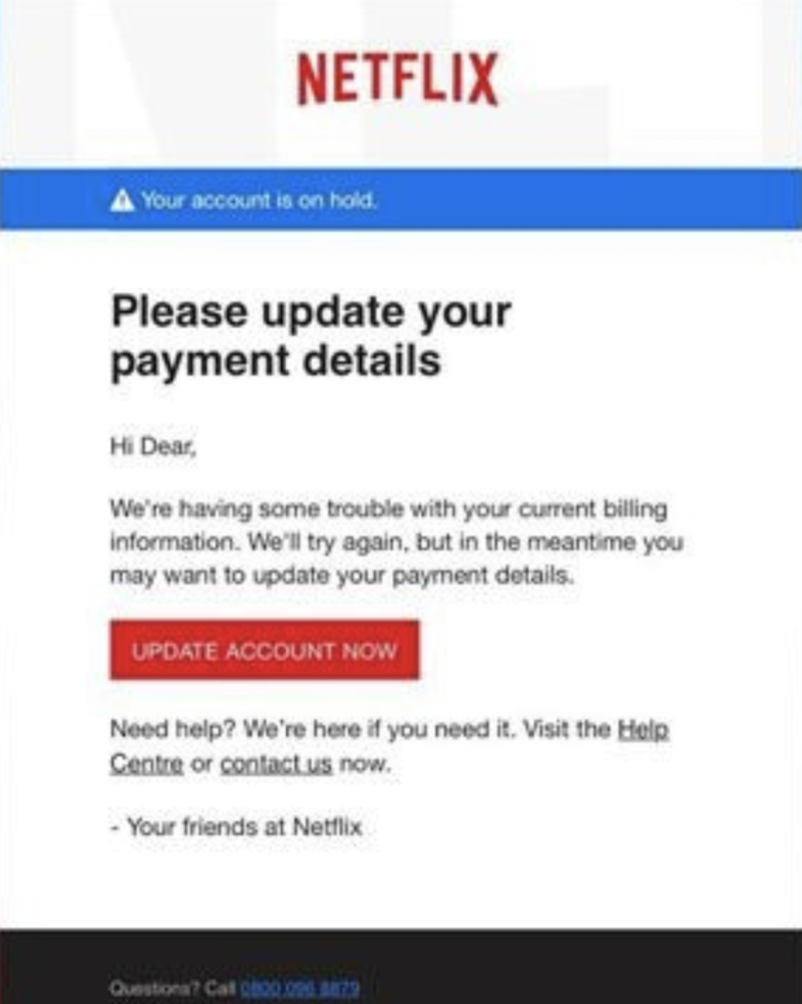 NETFLIX
Your account is on hold.
Please update your
payment details
Hi Dear,
We're having some trouble with your current billing
information. We'll try again, but in the meantime you
may want to update your payment details.
UPDATE ACCOUNT NOW
Need help? We're here if you need it. Visit the Help
Centre or contact us now.
- Your friends at Netflix
Questions? Call 0800 096 8879